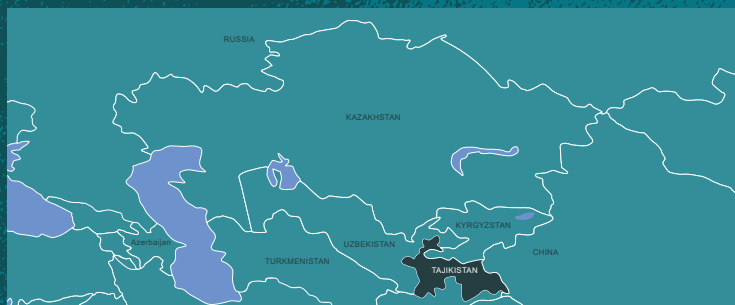 RUSSIA
KAZAKHSTAN
KYRGYZSTAN
Azerbaijan
UZBEKISTAN
CHINA
TURKMENISTAN
TAJIKISTAN